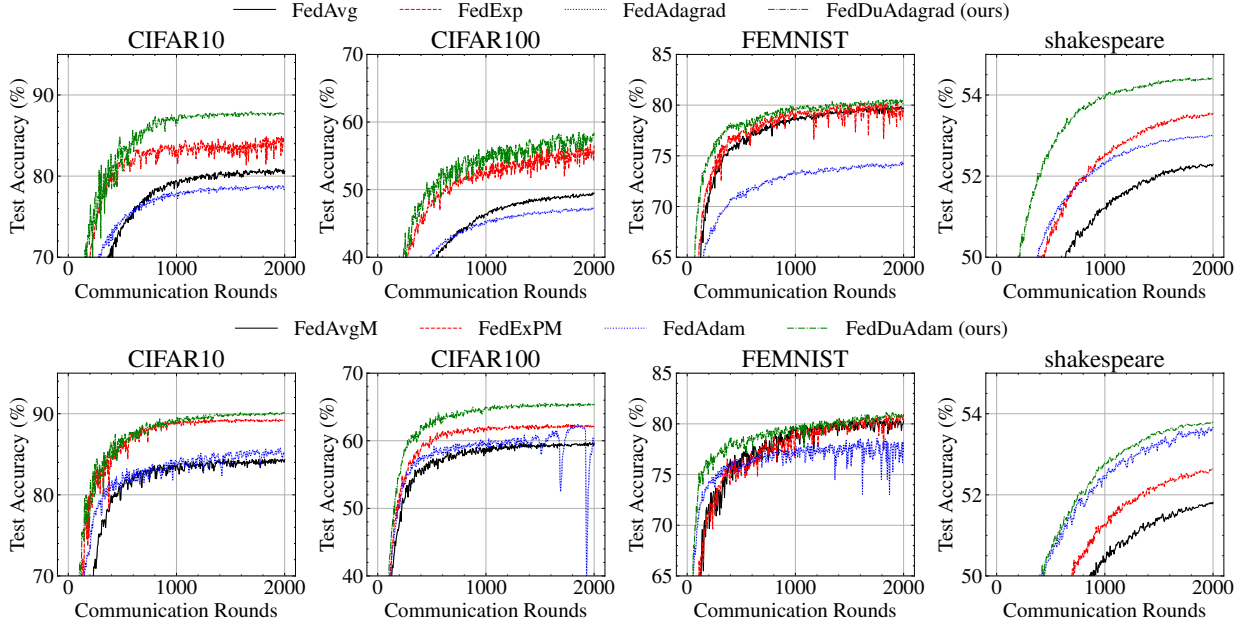 FedAvg FedExp FedAdagrad FedDuAdagrad (ours)
CIFAR10 CIFAR100 FEMNIST shakespeare
Test Accuracy (%) Test Accuracy (%) Test Accuracy (%) Test Accuracy (%)
90 80 70
70 60 50 40
85 80 75 70 65
54 52 50
0 1000 2000 0 1000 2000 0 1000 2000 0 1000 2000
Communication Rounds Communication Rounds Communication Rounds Communication Rounds
FedAvgM FedExPM FedAdam FedDuAdam (ours)
CIFAR10 CIFAR100 FEMNIST shakespeare
Test Accuracy (%) Test Accuracy (%) Test Accuracy (%) Test Accuracy (%)
90 80 70
70 60 50 40
85 80 75 70 65
54 52 50
0 1000 2000 0 1000 2000 0 1000 2000 0 1000 2000
Communication Rounds Communication Rounds Communication Rounds Communication Rounds